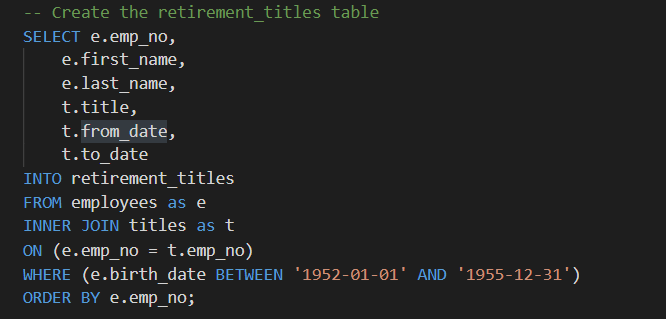 -- Create the retirement_titles table
SELECT e.emp_no,
    e.first_name,
    e.last_name,
    t.title,
    t.from_date,
    t.to_date
INTO retirement_titles
FROM employees as e
INNER JOIN titles as t
ON (e.emp_no = t.emp_no)
WHERE (e.birth_date BETWEEN '1952-01-01' AND '1955-12-31')
ORDER BY e.emp_no;